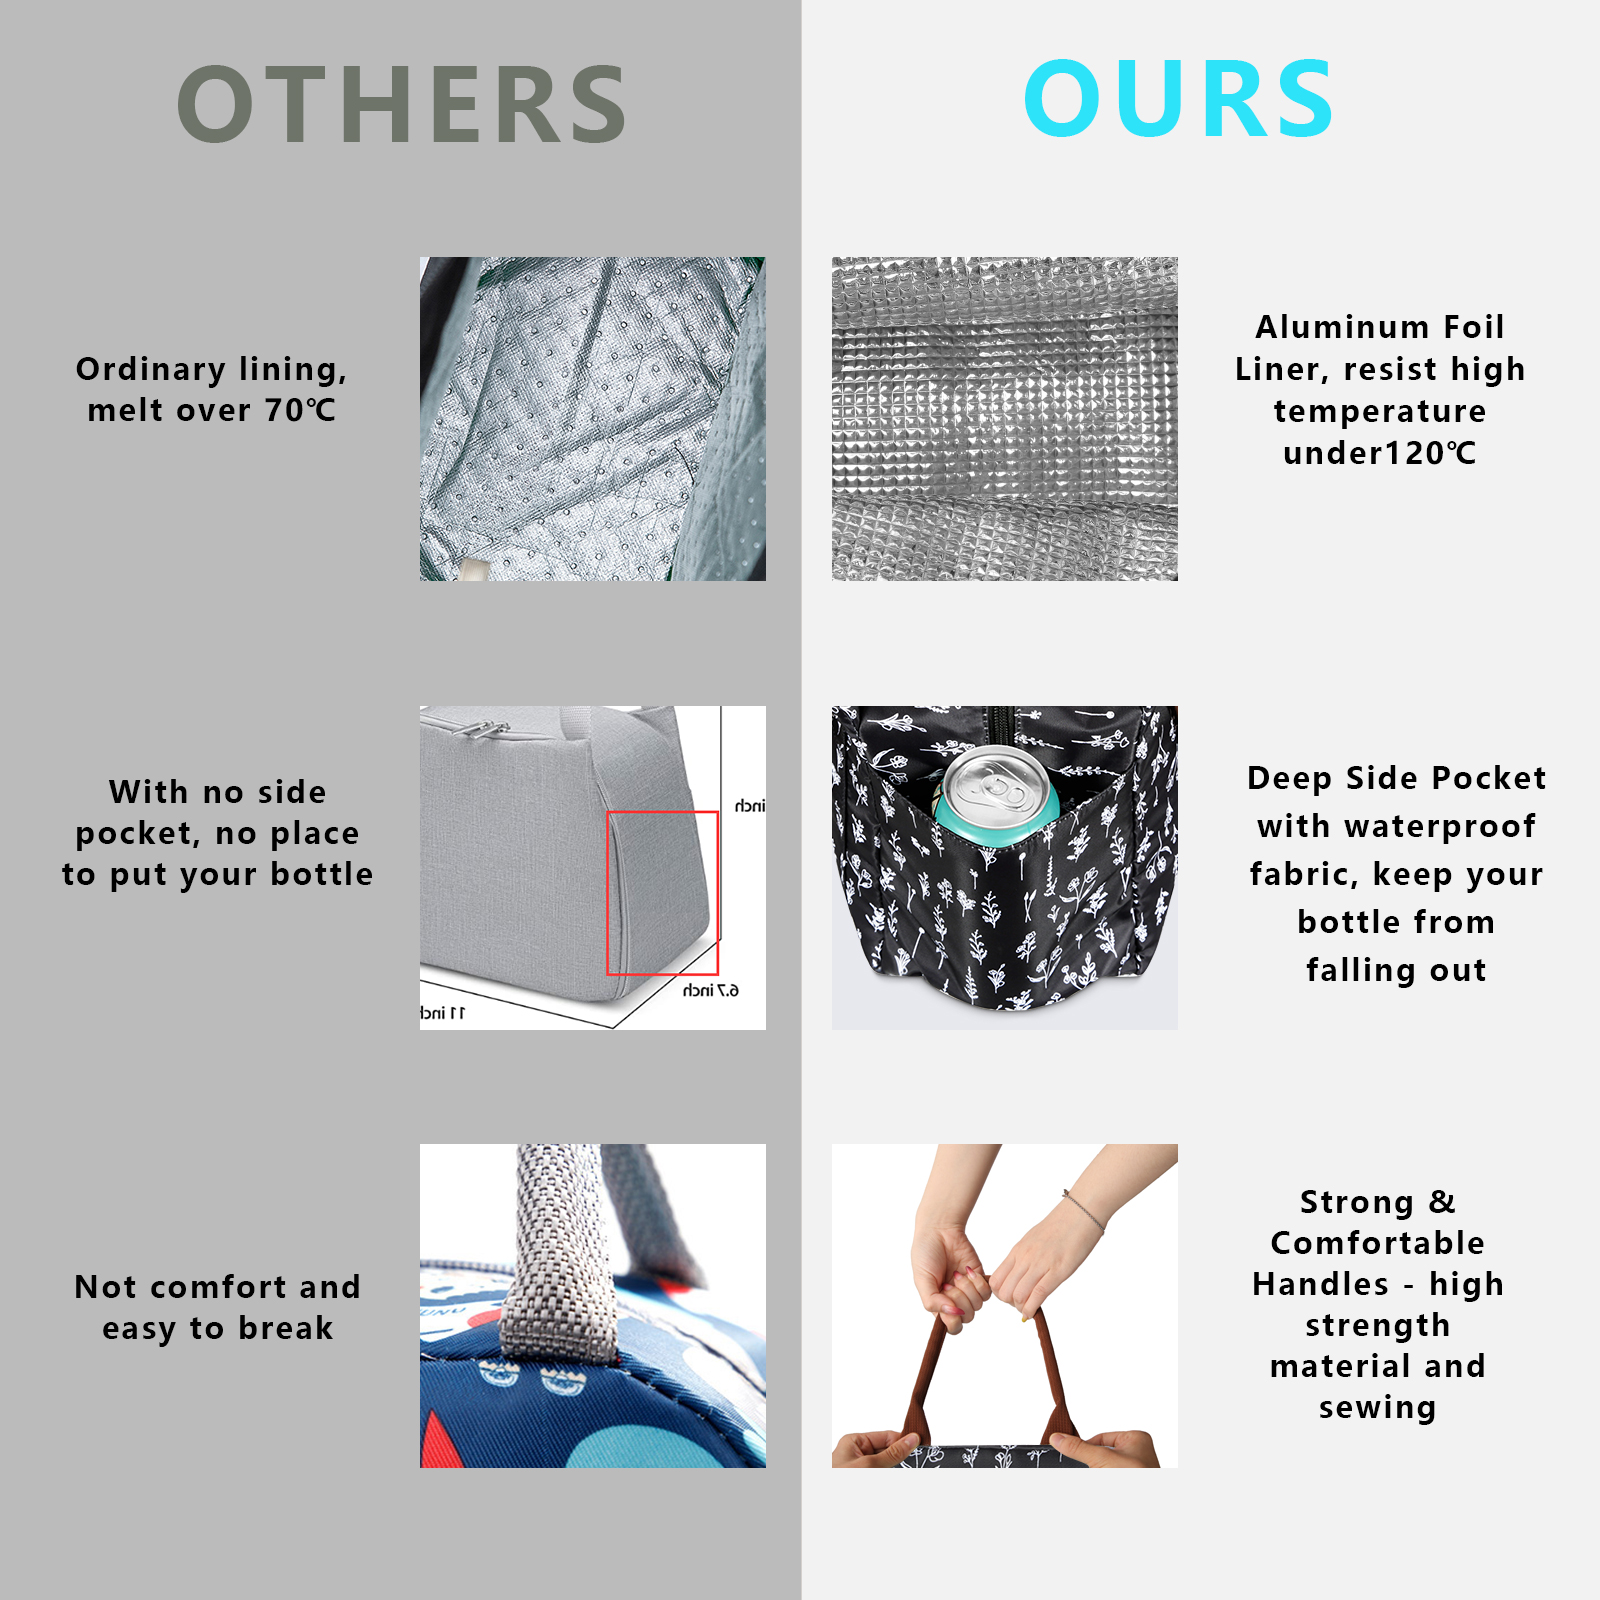 OTHERS
OURS
Ordinary lining,
melt over 70℃
Aluminum Foil
Liner, resist high
temperature
under120℃
With no side
pocket, no place
to put your bottle
inch
6.7 inch
11 inch
Deep Side Pocket
with waterproof
fabric, keep your
bottle from
falling out
Not comfort and
easy to break
Strong &
Comfortable
Handles - high
strength
material and
sewing